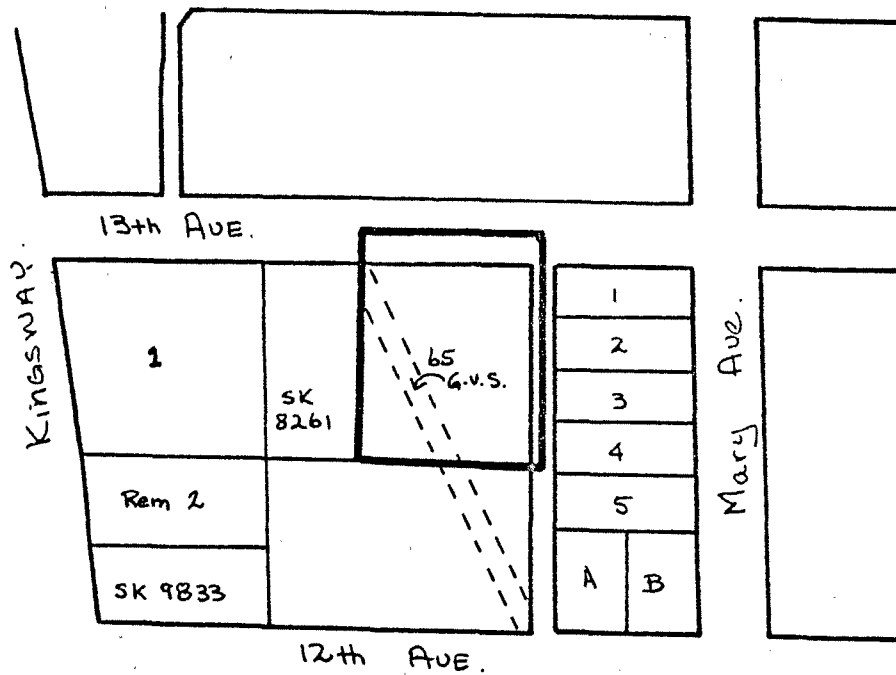 13th AVE.
KINGSWAY.
1
SK
8261
65
G.V.S.
1
2
3
4
5
A
B
Mary Ave.
Rem 2
SK 9833
12th AVE.